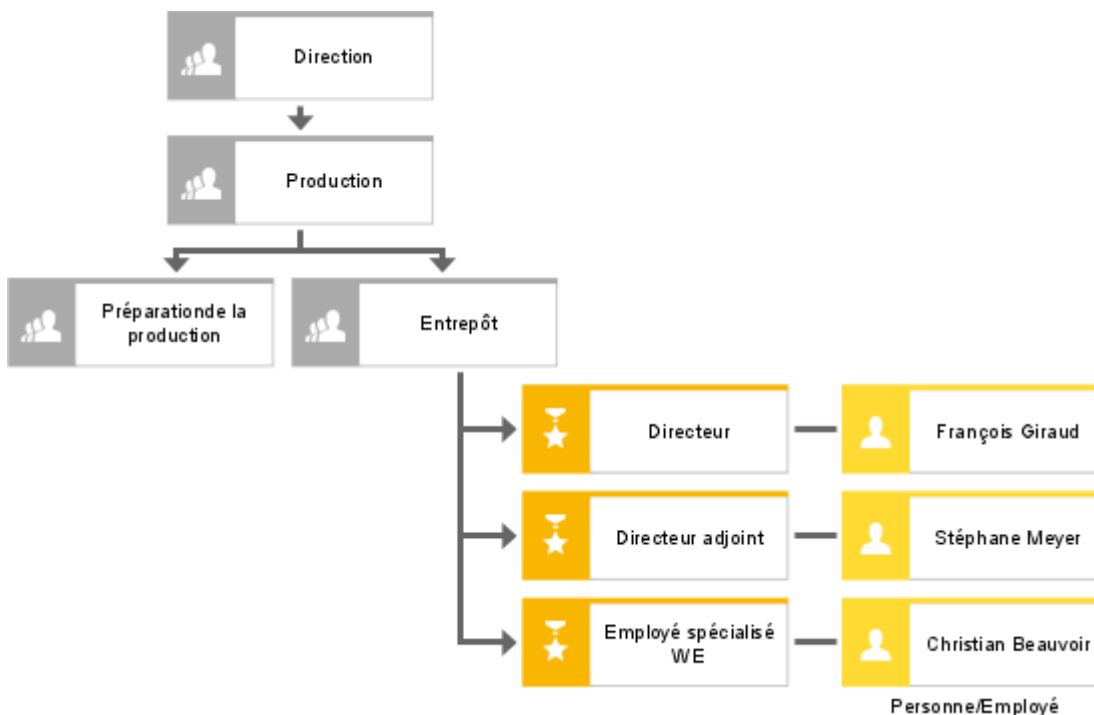 Direction
Production
Préparationde la
production
Entrepôt
Directeur
François Giraud
Directeur adjoint
Stéphane Meyer
Employé spécialisé
WE
Christian Beauvoir
Personne/Employé